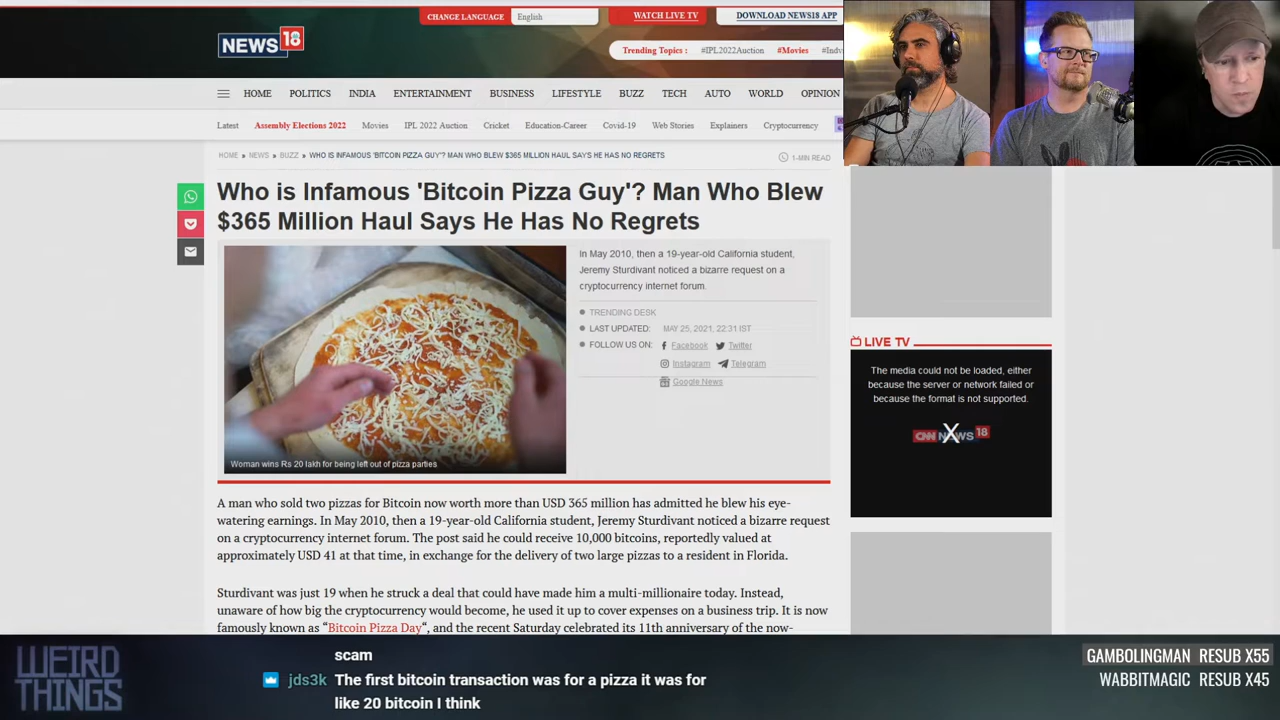 CHANGE LANGUAGE English
WATCH LIVE TV
DOWNLOAD NEWS18 APP
NEWS 18
Trending Topics : #IPL2022Auction #Movies #Indv
HOME POLITICS INDIA ENTERTAINMENT BUSINESS LIFESTYLE BUZZ TECH AUTO WORLD OPINION
Latest Assembly Elections 2022 Movies IPL 2022 Auction Cricket Education-Career Covid-19 Web Stories Explainers Cryptocurrency
HOME » NEWS » BUZZ » WHO IS INFAMOUS 'BITCOIN PIZZA GUY'? MAN WHO BLEW $365 MILLION HAUL SAYS HE HAS NO REGRETS
1-MIN READ
Who is Infamous 'Bitcoin Pizza Guy'? Man Who Blew
$365 Million Haul Says He Has No Regrets
In May 2010, then a 19-year-old California student,
Jeremy Sturdivant noticed a bizarre request on a
cryptocurrency internet forum.
TRENDING DESK
LAST UPDATED: MAY 25, 2021, 22:31 IST
FOLLOW US ON: Facebook Twitter
Instagram Telegram
Google News
Woman wins Rs 20 lakh for being left out of pizza parties
A man who sold two pizzas for Bitcoin now worth more than USD 365 million has admitted he blew his eye-
watering earnings. In May 2010, then a 19-year-old California student, Jeremy Sturdivant noticed a bizarre request
on a cryptocurrency internet forum. The post said he could receive 10,000 bitcoins, reportedly valued at
approximately USD 41 at that time, in exchange for the delivery of two large pizzas to a resident in Florida.
Sturdivant was just 19 when he struck a deal that could have made him a multi-millionaire today. Instead,
unaware of how big the cryptocurrency would become, he used it up to cover expenses on a business trip. It is now
famously known as “Bitcoin Pizza Day“, and the recent Saturday celebrated its 11th anniversary of the now-
LIVE TV
The media could not be loaded, either
because the server or network failed or
because the format is not supported.
CNN NEWS 18
X
WEIRD
THINGS
scam
jds3k The first bitcoin transaction was for a pizza it was for
like 20 bitcoin I think
GAMBOLINGMAN RESUB X55
WABBITMAGIC RESUB X45